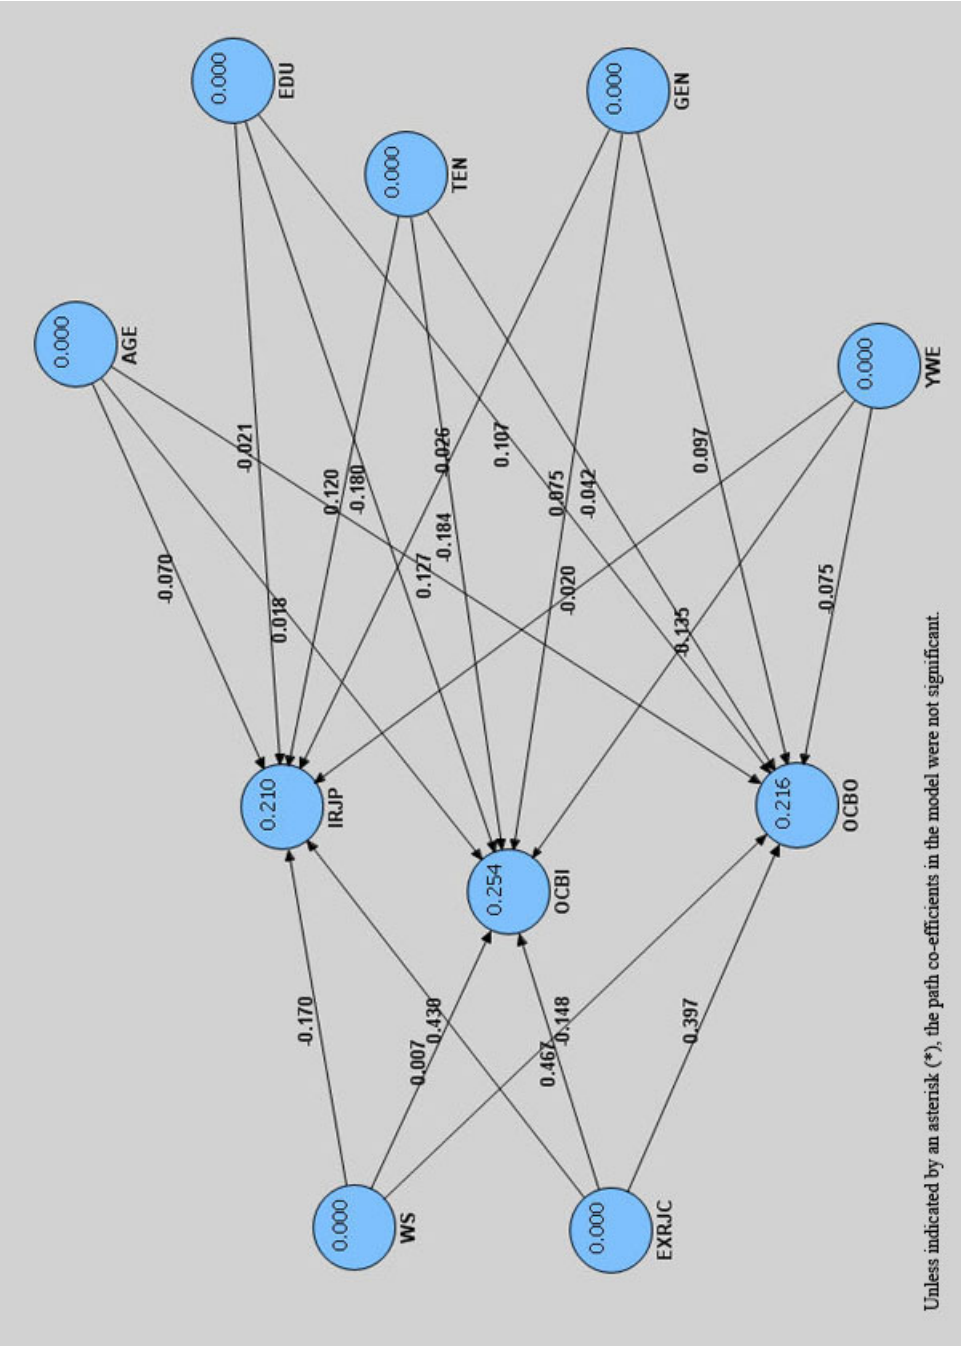 0.000
AGE
-0.070
0.000
-0.021
0.210
0.018
EDU
-0.170
0.120
IRJP
0.000
-0.180
0.000
WS
0.007
0.127
0.430
-0.026
-0.184
TEN
0.254
0.107
0.467
0.075
OCBI
-0.148
-0.020
-0.042
0.000
0.000
EXRJC
-0.135
GEN
0.397
0.097
0.216
-0.075
OCBO
0.000
YWE
Unless indicated by an asterisk (*), the path co-efficients in the model were not significant.